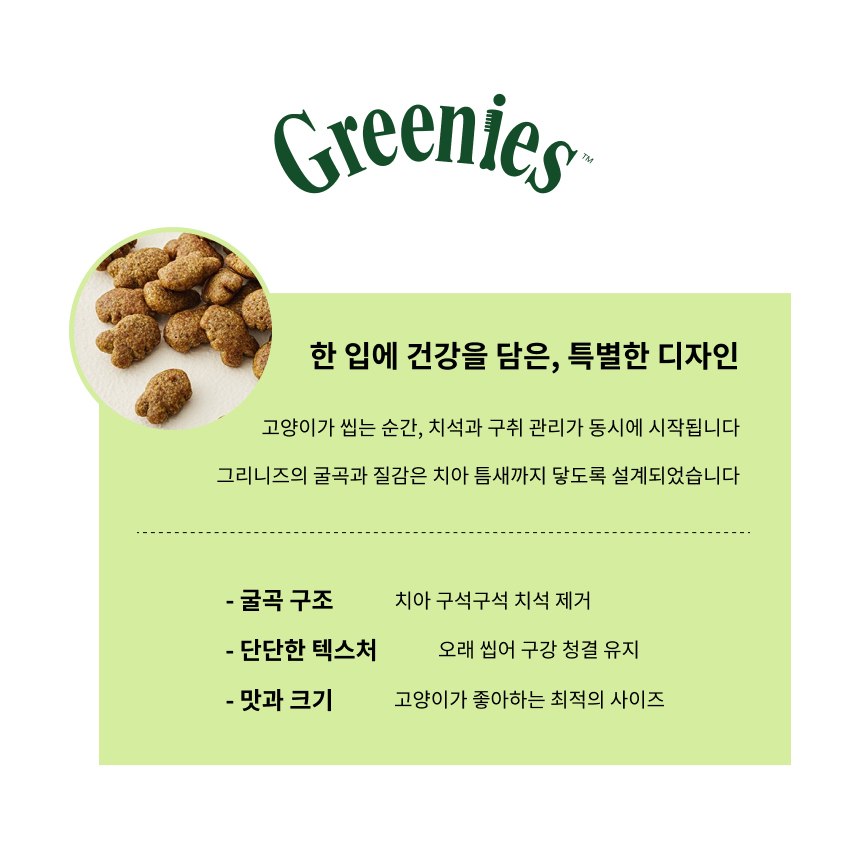 Greenies™
한 입에 건강을 담은, 특별한 디자인
고양이가 씹는 순간, 치석과 구취 관리가 동시에 시작됩니다
그리니즈의 굴곡과 질감은 치아 틈새까지 닿도록 설계되었습니다
- 굴곡 구조 치아 구석구석 치석 제거
- 단단한 텍스처 오래 씹어 구강 청결 유지
- 맛과 크기 고양이가 좋아하는 최적의 사이즈